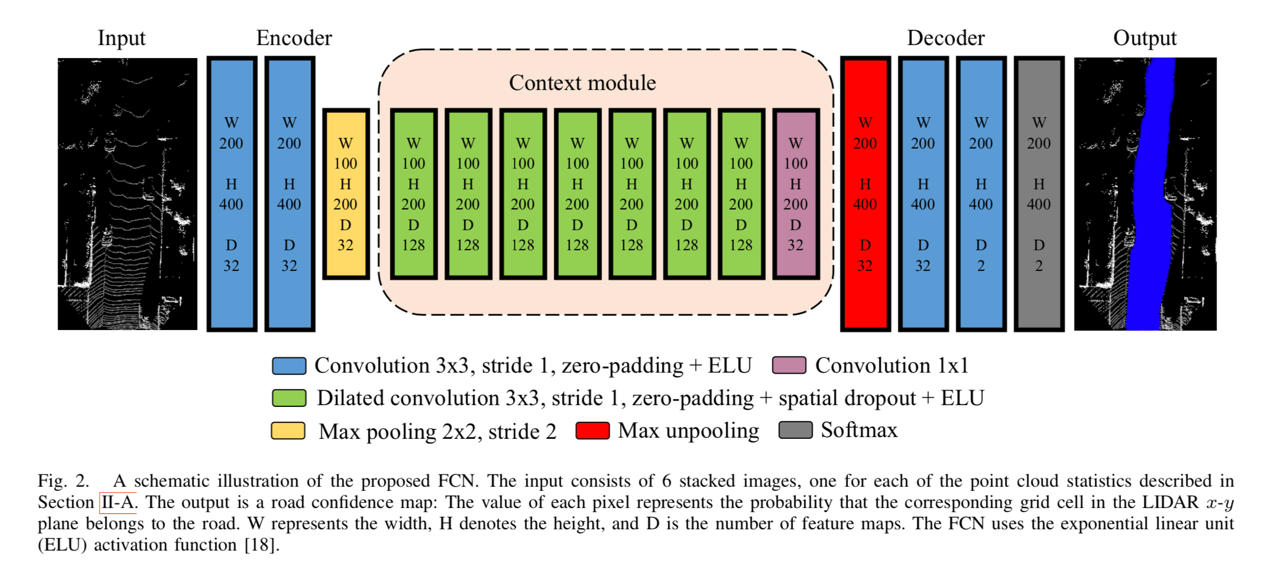 Input
Encoder
Context module
Decoder
Output
W
200
H
400
D
32
W
200
H
400
D
32
W
100
H
200
D
32
W
100
H
200
D
128
W
100
H
200
D
128
W
100
H
200
D
128
W
100
H
200
D
128
W
100
H
200
D
128
W
100
H
200
D
128
W
100
H
200
D
128
W
100
H
200
D
32
W
200
H
400
D
32
W
200
H
400
D
32
W
200
H
400
D
2
W
200
H
400
D
2
Convolution 3x3, stride 1, zero-padding + ELU
Convolution 1x1
Dilated convolution 3x3, stride 1, zero-padding + spatial dropout + ELU
Max pooling 2x2, stride 2
Max unpooling
Softmax
Fig. 2. A schematic illustration of the proposed FCN. The input consists of 6 stacked images, one for each of the point cloud statistics described in
Section II-A. The output is a road confidence map: The value of each pixel represents the probability that the corresponding grid cell in the LIDAR x-y
plane belongs to the road. W represents the width, H denotes the height, and D is the number of feature maps. The FCN uses the exponential linear unit
(ELU) activation function [18].